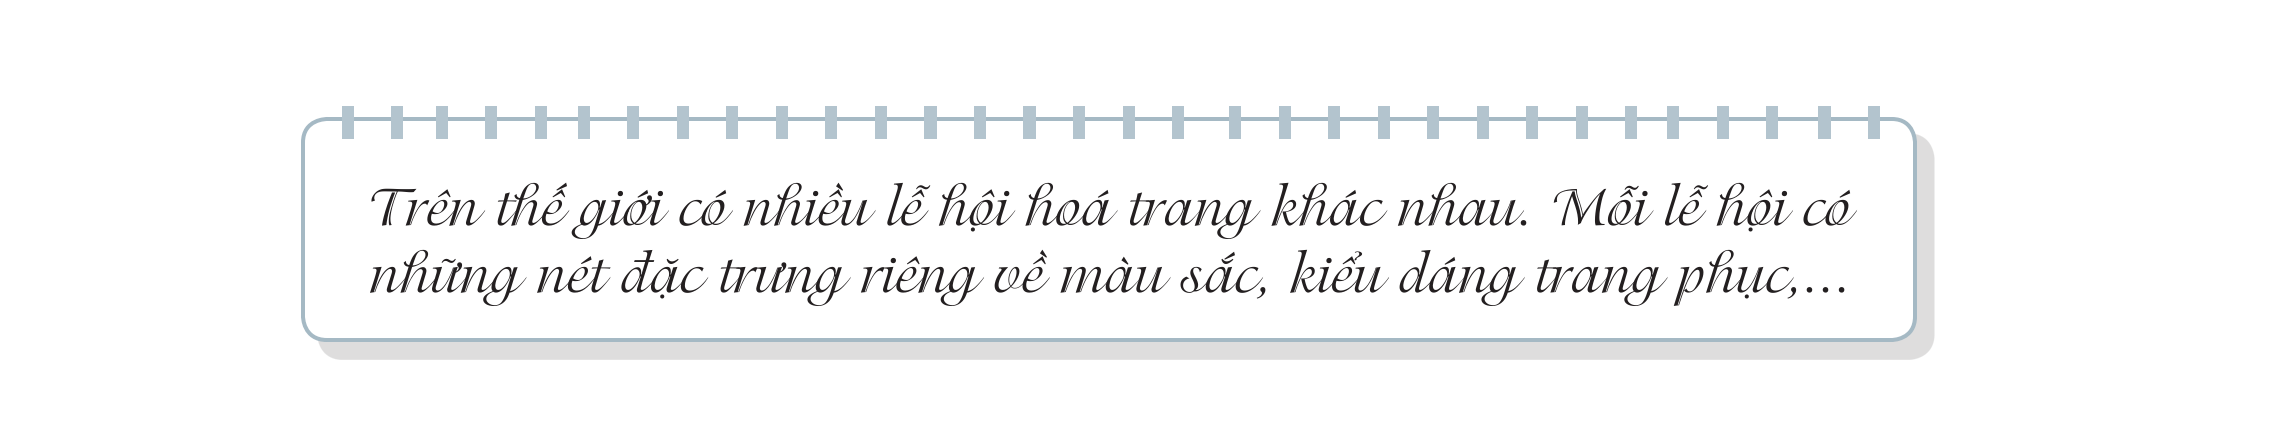 Trên thế giới có nhiều lễ hội hoá trang khác nhau. Mỗi lễ hội có
những nét đặc trưng riêng về màu sắc, kiểu dáng trang phục,...